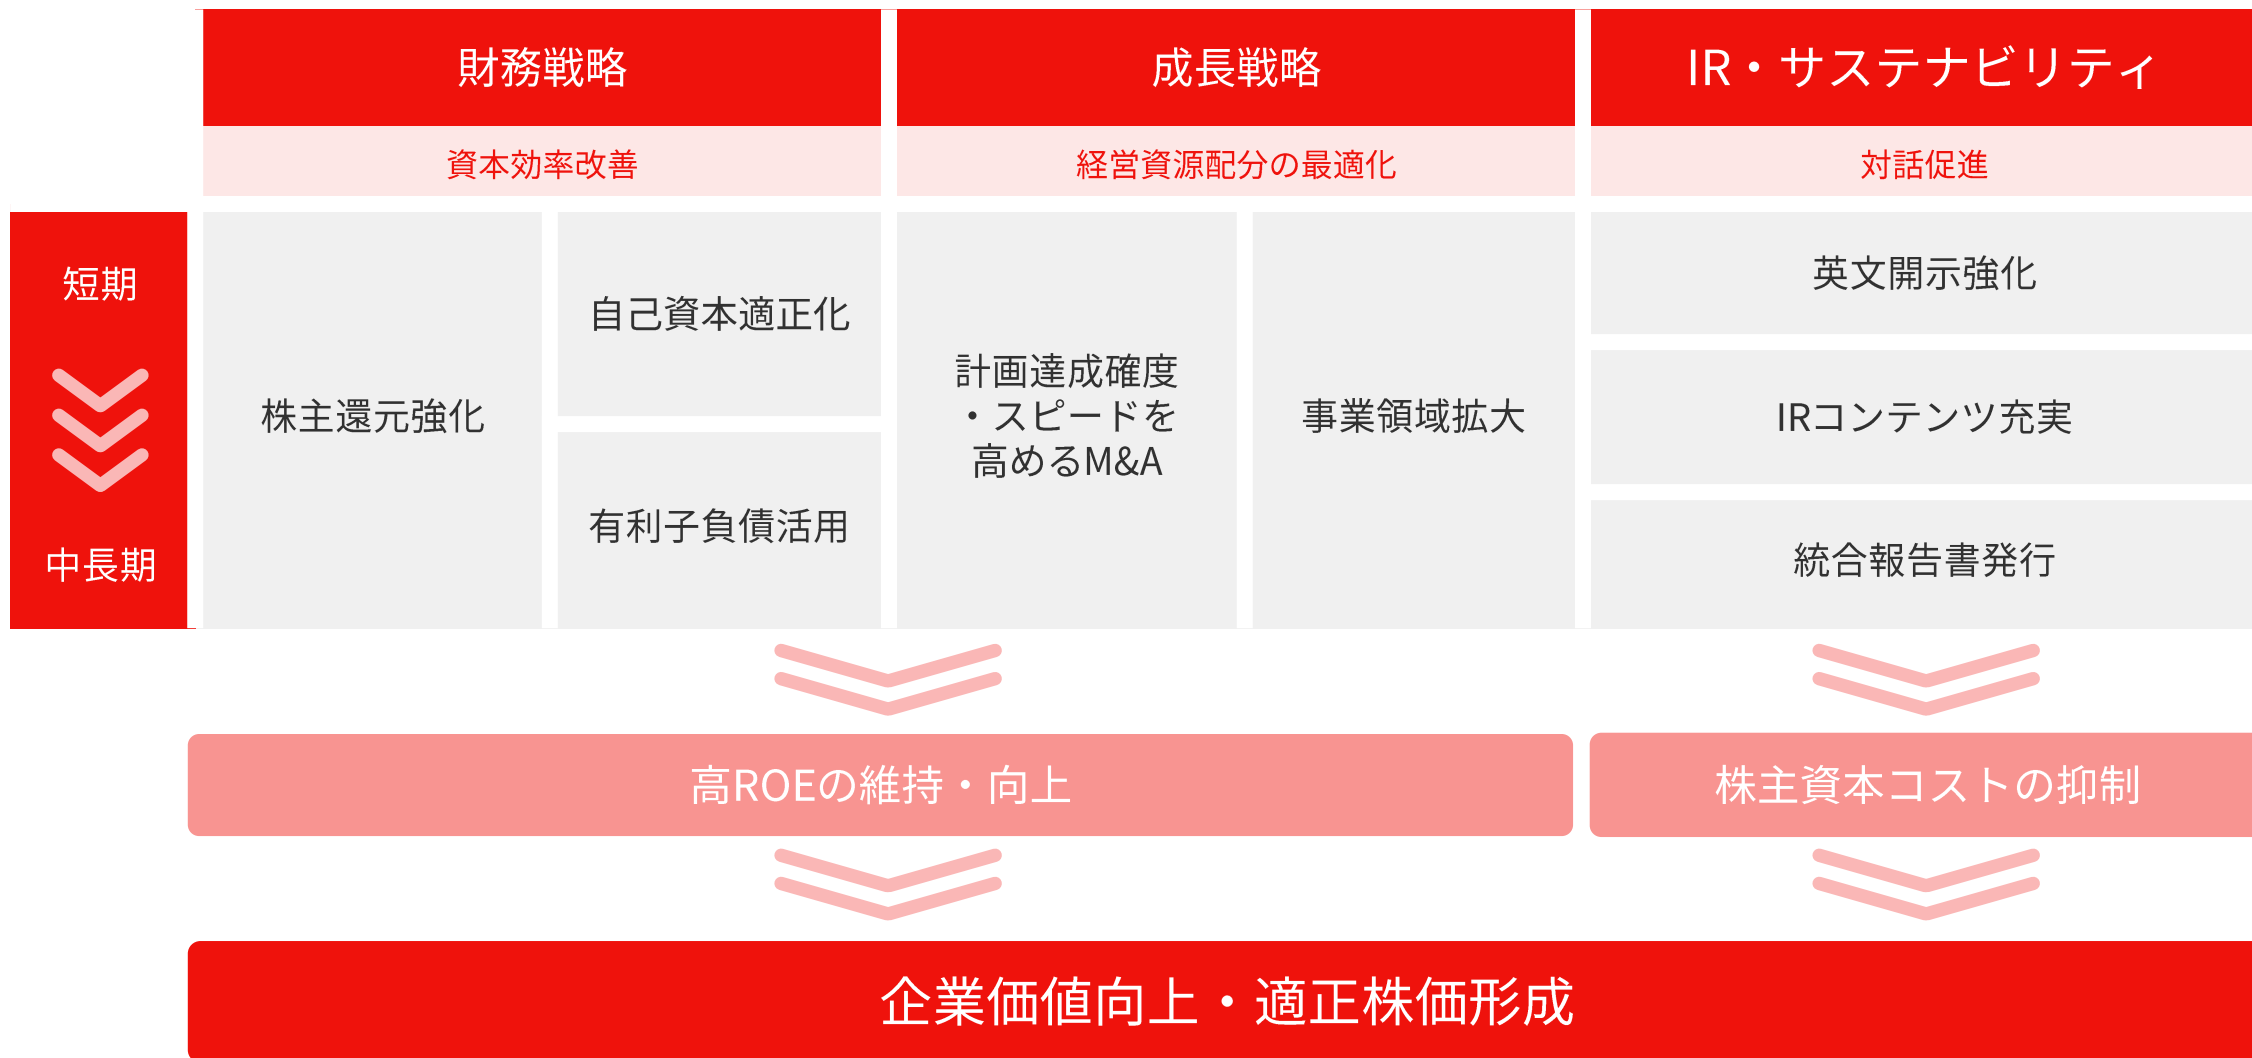 財務戦略
成長戦略
IR・サステナビリティ
資本効率改善
経営資源配分の最適化
対話促進
短期
中長期
株主還元強化
自己資本適正化
有利子負債活用
計画達成確度
・スピードを
高めるM&A
事業領域拡大
英文開示強化
IRコンテンツ充実
統合報告書発行
高ROEの維持・向上
株主資本コストの抑制
企業価値向上・適正株価形成